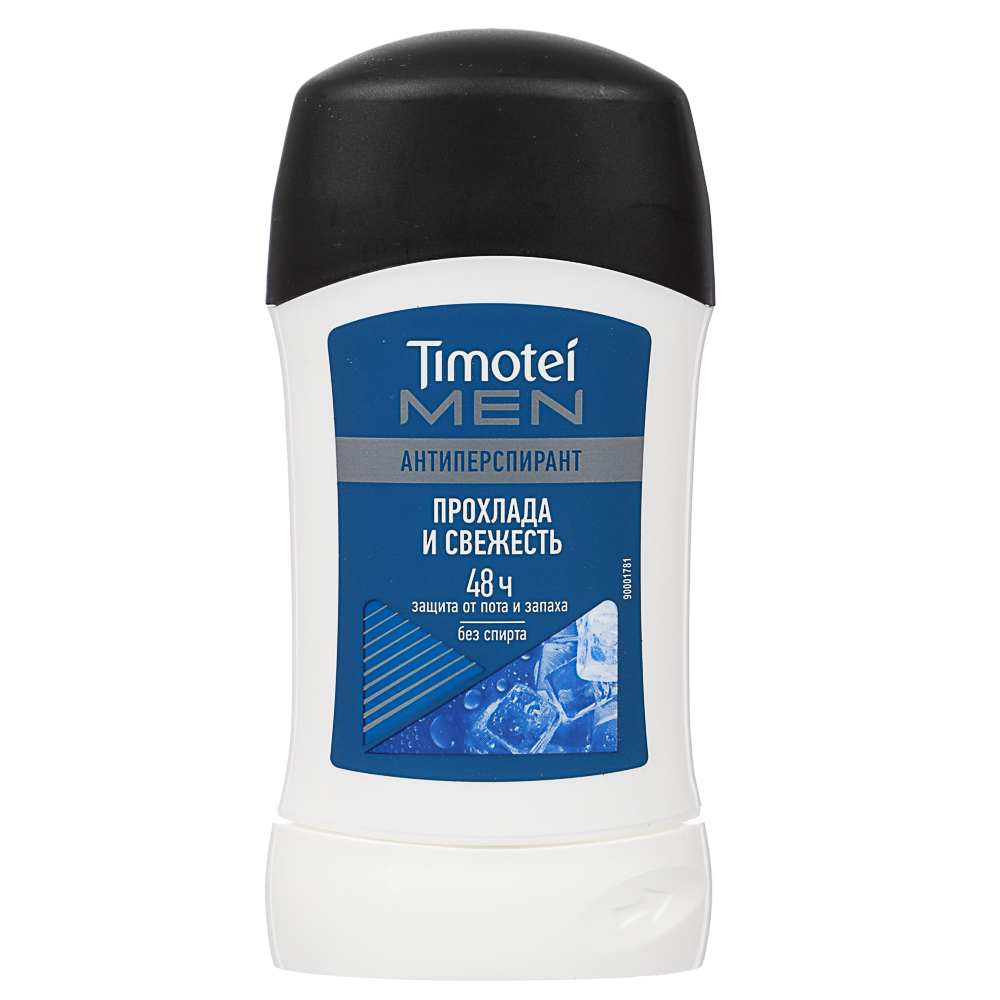 Timotei
MEN
АНТИПЕРСПИРАНТ
ПРОХЛАДА
И СВЕЖЕСТЬ
48 ч
защита от пота и запаха
без спирта
90001781